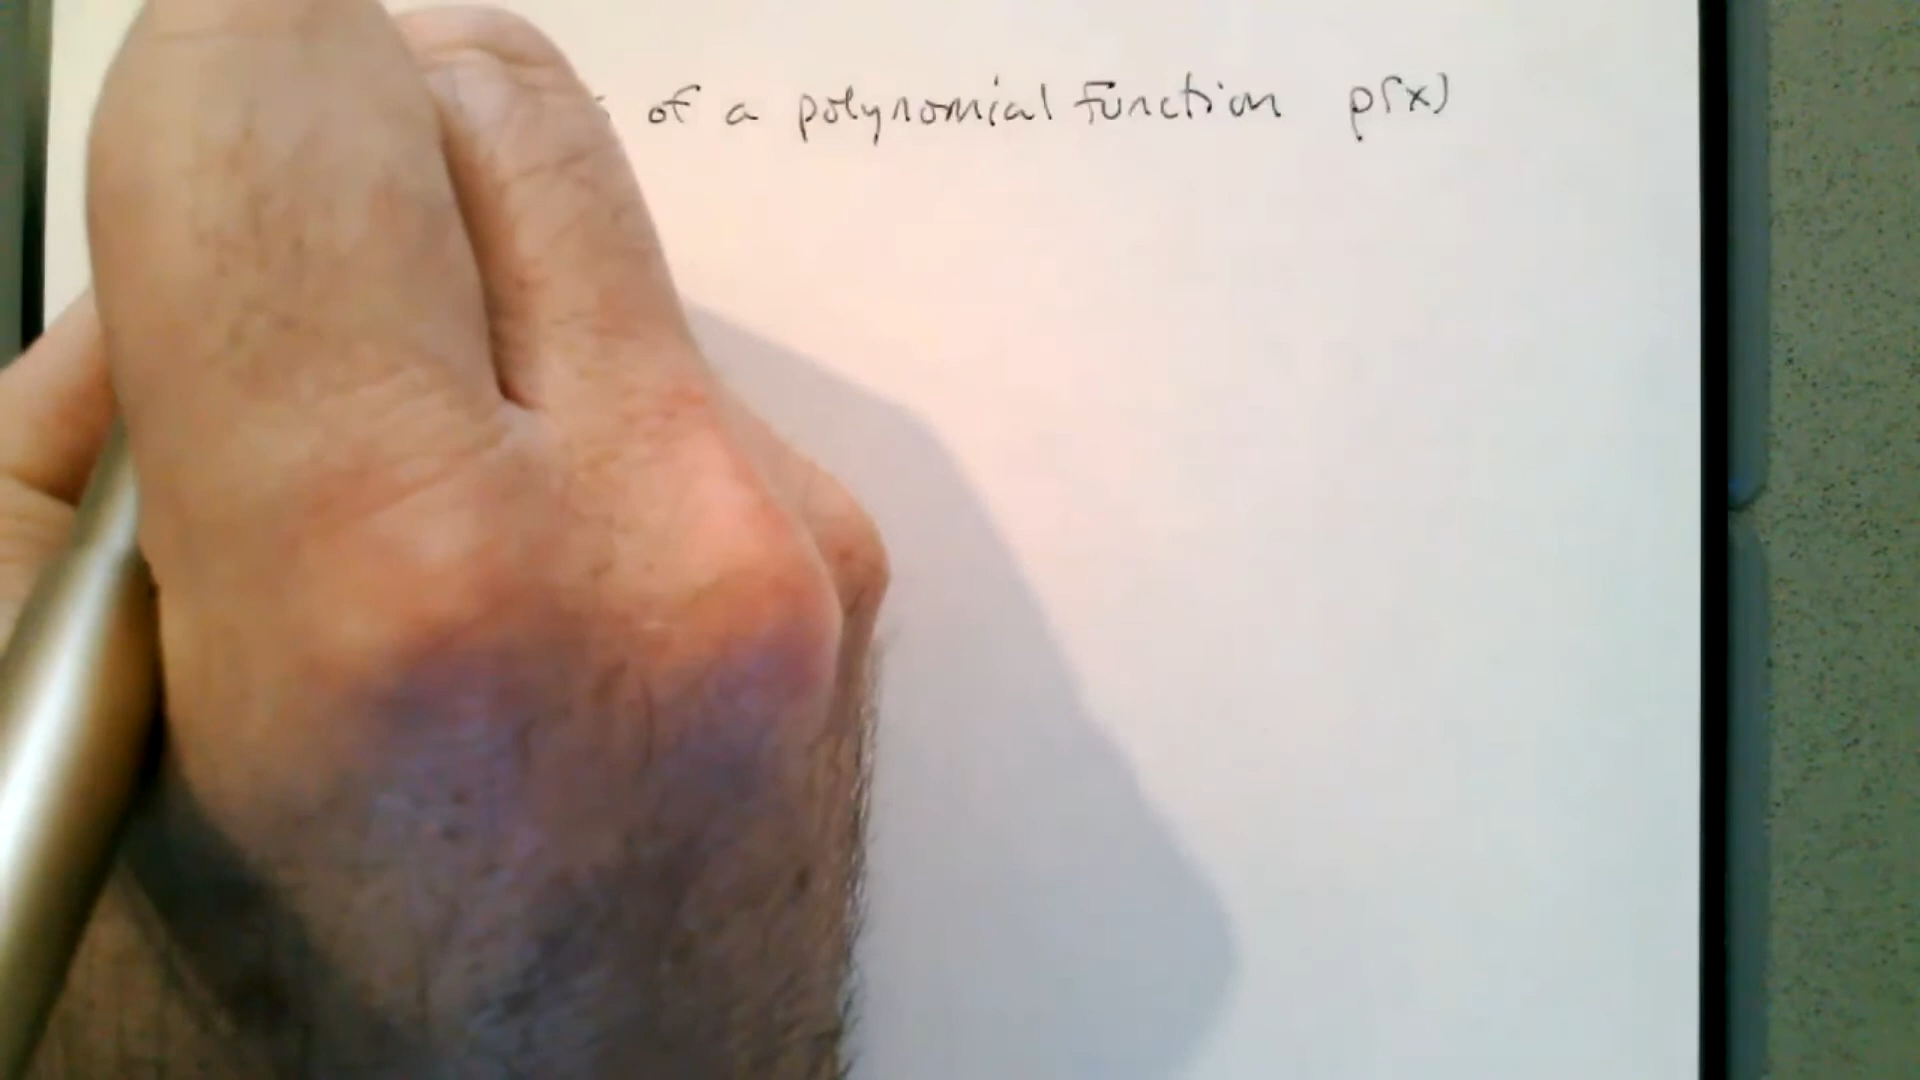 of a polynomial function p(x)